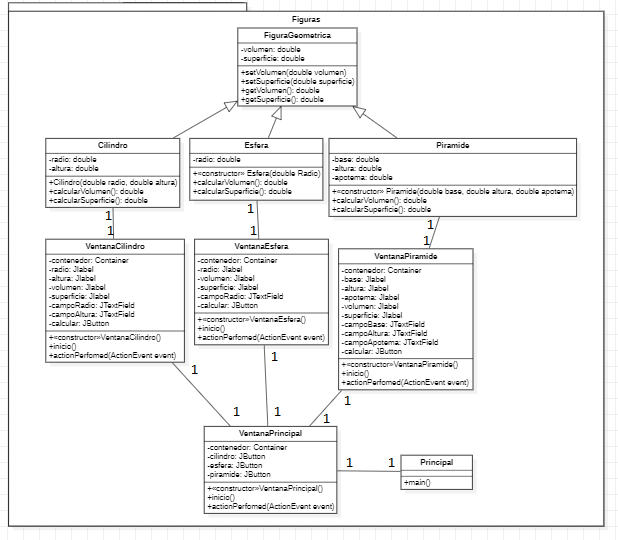 Figuras
FiguraGeometrica
-volumen: double
-superficie: double
+setVolumen(double volumen)
+setSuperficie(double superficie)
+getVolumen(): double
+getSuperficie(): double
Cilindro
-radio: double
-altura: double
+Cilindro(double radio, double altura)
+calcularVolumen(): double
+calcularSuperficie(): double
Esfera
-radio: double
+«constructor» Esfera(double Radio)
+calcularVolumen(): double
+calcularSuperficie(): double
Piramide
-base: double
-altura: double
-apotema: double
+«constructor» Piramide(double base, double altura, double apotema)
+calcularVolumen(): double
+calcularSuperficie(): double
1
1
1
1
1
1
VentanaCilindro
-contenedor: Container
-radio: Jlabel
-altura: Jlabel
-volumen: Jlabel
-superficie: Jlabel
-campoRadio: JTextField
-campoAltura: JTextField
-calcular: JButton
+«constructor»VentanaCilindro()
+inicio()
+actionPerfomed(ActionEvent event)
VentanaEsfera
-contenedor: Container
-radio: Jlabel
-volumen: Jlabel
-superficie: Jlabel
-campoRadio: JTextField
-calcular: JButton
+«constructor»VentanaEsfera()
+inicio()
+actionPerfomed(ActionEvent event)
VentanaPiramide
-contenedor: Container
-base: Jlabel
-altura: Jlabel
-apotema: Jlabel
-volumen: Jlabel
-superficie: Jlabel
-campoBase: JTextField
-campoAltura: JTextField
-campoApotema: JTextField
-calcular: JButton
+«constructor»VentanaPiramide()
+inicio()
+actionPerfomed(ActionEvent event)
1
1
1
1
1
1
VentanaPrincipal
-contenedor: Container
-cilindro: JButton
-esfera: JButton
-piramide: JButton
+«constructor»VentanaPrincipal()
+inicio()
+actionPerfomed(ActionEvent event)
1
1
Principal
+main()